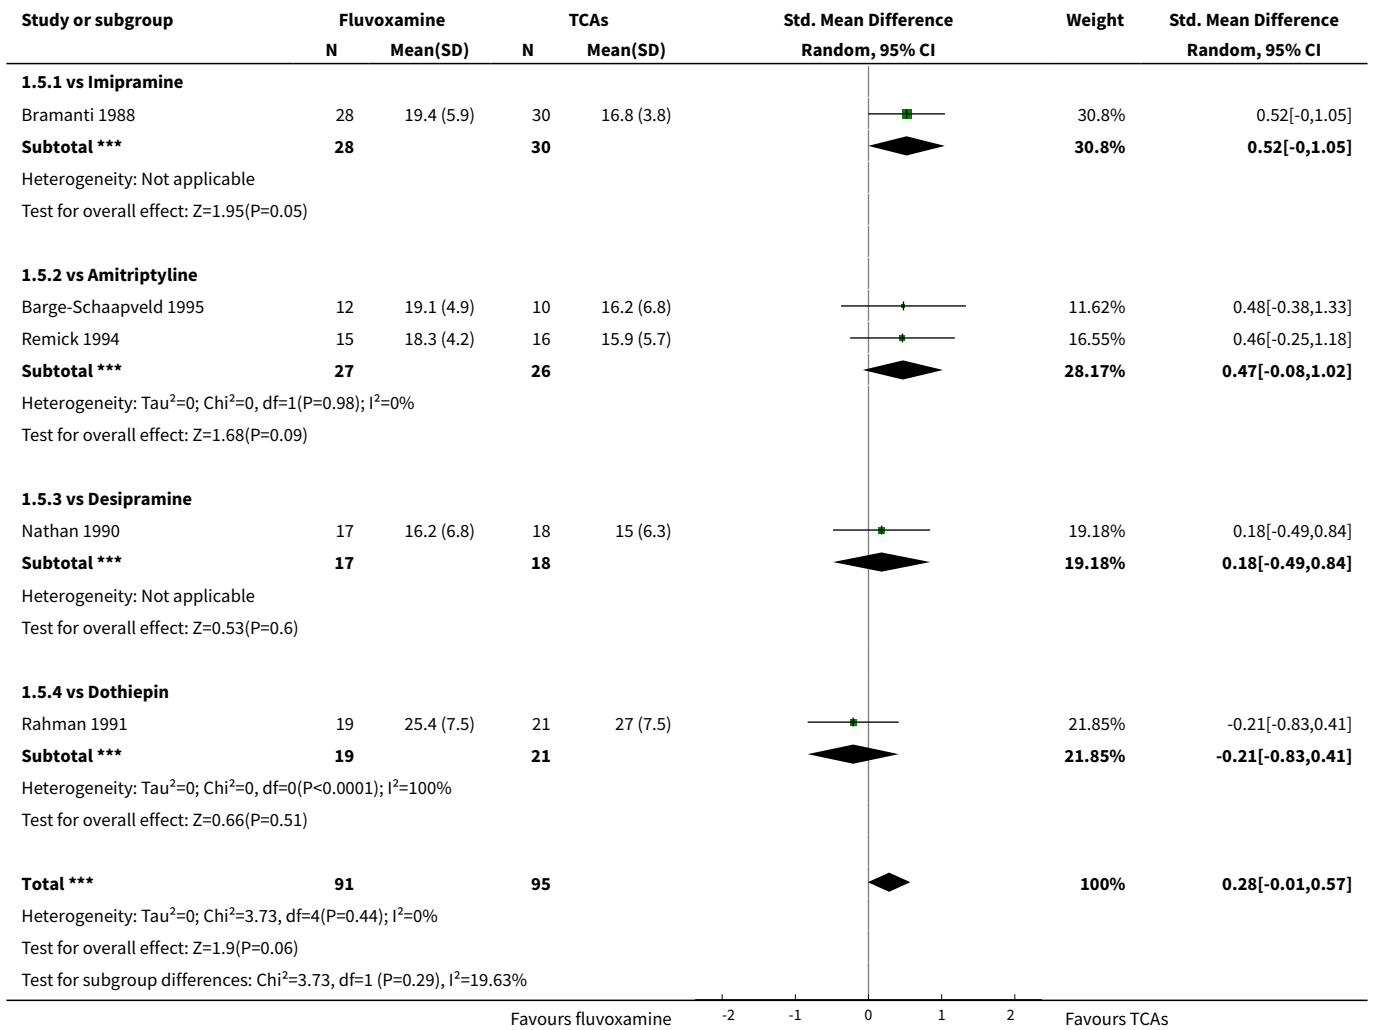 Study or subgroup Fluvoxamine TCAs Std. Mean Difference Weight Std. Mean Difference
N Mean(SD) N Mean(SD) Random, 95% CI Random, 95% CI
1.5.1 vs Imipramine
Bramanti 1988 28 19.4 (5.9) 30 16.8 (3.8) 30.8% 0.52[-0,1.05]
Subtotal *** 28 30 30.8% 0.52[-0,1.05]
Heterogeneity: Not applicable
Test for overall effect: Z=1.95(P=0.05)
1.5.2 vs Amitriptyline
Barge-Schaapveld 1995 12 19.1 (4.9) 10 16.2 (6.8) 11.62% 0.48[-0.38,1.33]
Remick 1994 15 18.3 (4.2) 16 15.9 (5.7) 16.55% 0.46[-0.25,1.18]
Subtotal *** 27 26 28.17% 0.47[-0.08,1.02]
Heterogeneity: Tau²=0; Chi²=0, df=1(P=0.98); I²=0%
Test for overall effect: Z=1.68(P=0.09)
1.5.3 vs Desipramine
Nathan 1990 17 16.2 (6.8) 18 15 (6.3) 19.18% 0.18[-0.49,0.84]
Subtotal *** 17 18 19.18% 0.18[-0.49,0.84]
Heterogeneity: Not applicable
Test for overall effect: Z=0.53(P=0.6)
1.5.4 vs Dothiepin
Rahman 1991 19 25.4 (7.5) 21 27 (7.5) 21.85% -0.21[-0.83,0.41]
Subtotal *** 19 21 21.85% -0.21[-0.83,0.41]
Heterogeneity: Tau²=0; Chi²=0, df=0(P<0.0001); I²=100%
Test for overall effect: Z=0.66(P=0.51)
Total *** 91 95 100% 0.28[-0.01,0.57]
Heterogeneity: Tau²=0; Chi²=3.73, df=4(P=0.44); I²=0%
Test for overall effect: Z=1.9(P=0.06)
Test for subgroup differences: Chi²=3.73, df=1 (P=0.29), I²=19.63%
Favours fluvoxamine -2 -1 0 1 2 Favours TCAs